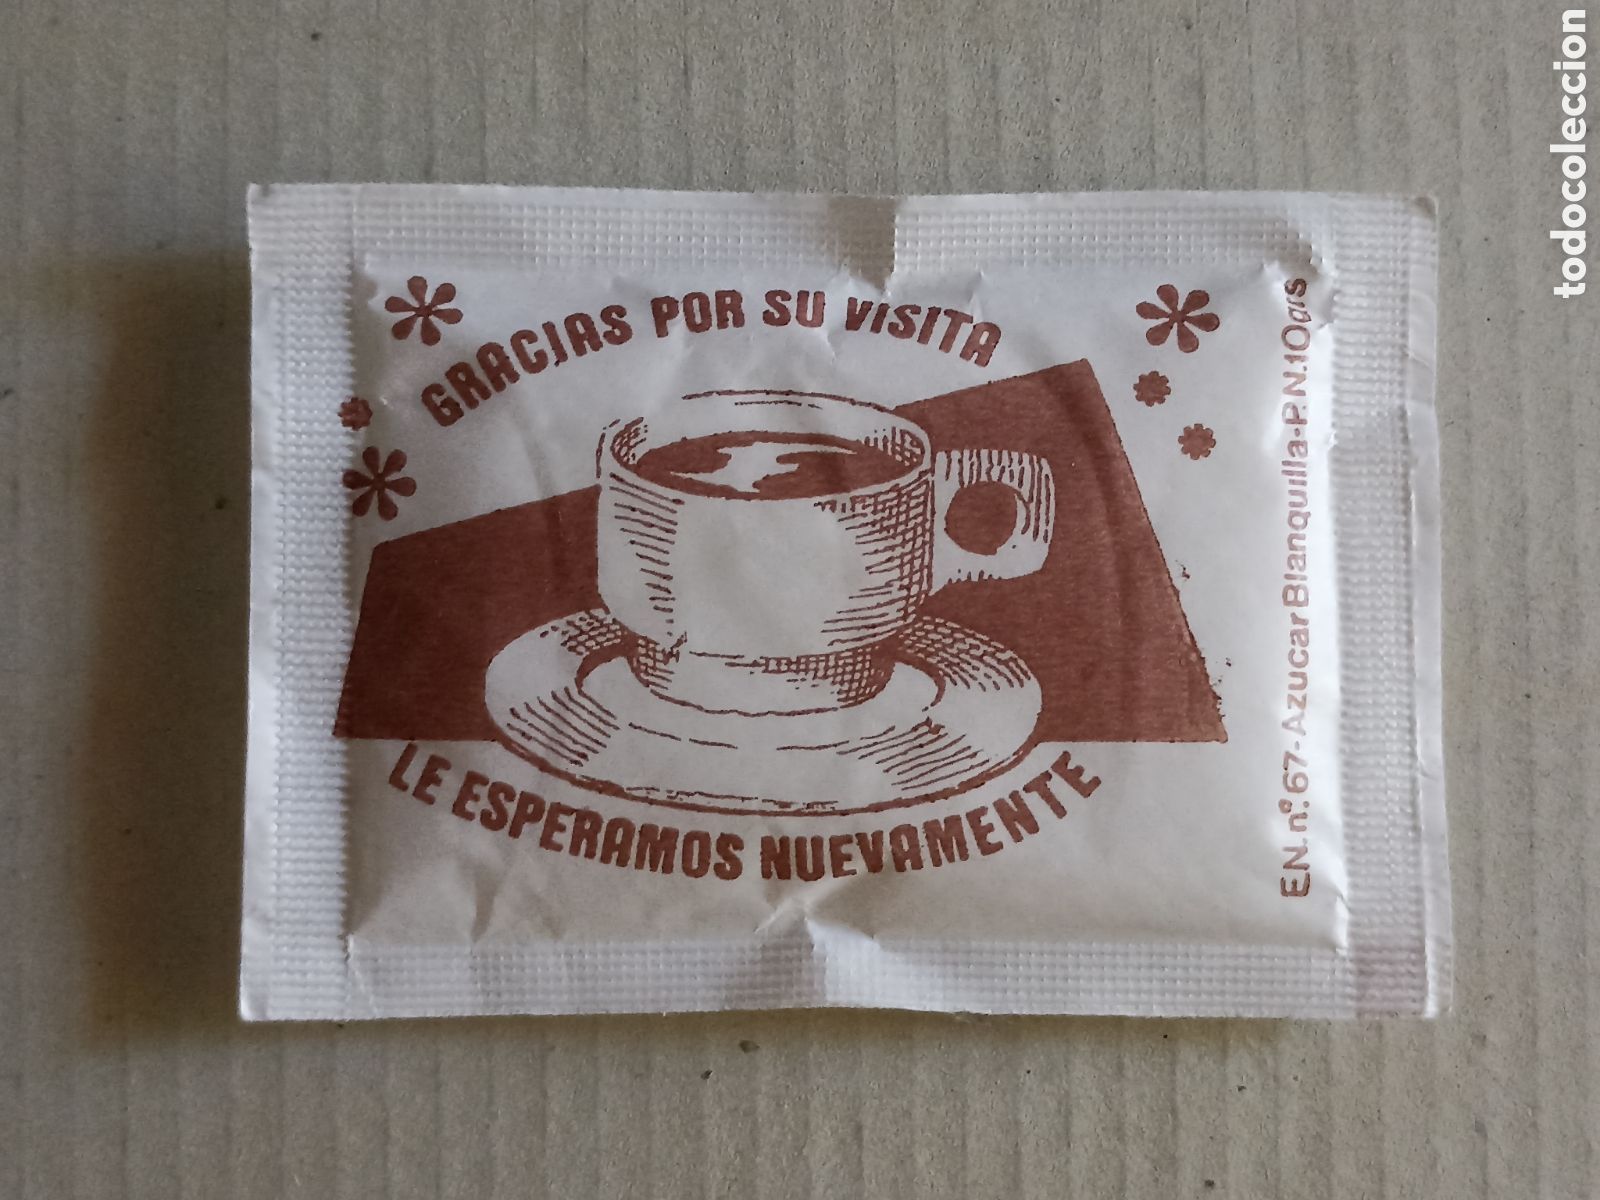 GRACIAS POR SU VISITA
LE ESPERAMOS NUEVAMENTE
E.N. nº. 67 - Azucar Blanquilla - P.N. 10 grs
todocoleccion